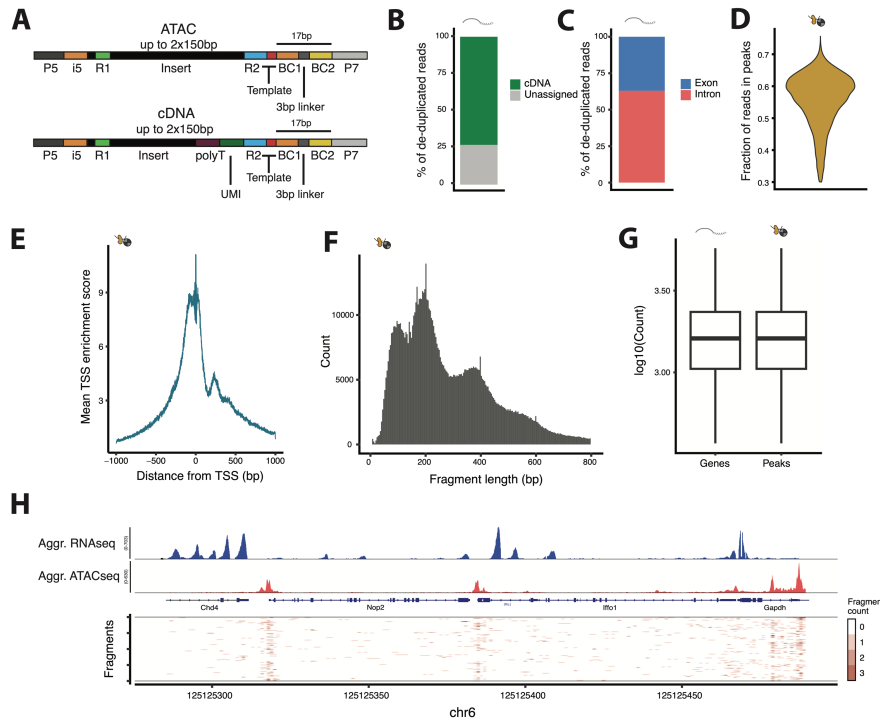 A
ATAC
up to 2x150bp
17bp
P5 i5 R1 Insert R2 BC1 BC2 P7
Template
3bp linker
cDNA
up to 2x150bp
P5 i5 R1 Insert polyT R2 BC1 BC2 P7
Template
UMI
3bp linker
B
% of de-duplicated reads
100
75
50
25
0
cDNA
Unassigned
C
% of de-duplicated reads
100
75
50
25
0
Exon
Intron
D
Fraction of reads in peaks
0.7
0.6
0.5
0.4
0.3
E
Mean TSS enrichment score
9
6
3
−1000 −500 0 500 1000
Distance from TSS (bp)
F
Count
10000
5000
0
0 200 400 600 800
Fragment length (bp)
G
log10(Count)
3.50
3.00
Genes Peaks
H
Aggr. RNAseq
Aggr. ATACseq
Chd4 Nop2 Iffo1 Gapdh
Fragments
Fragmer
count
0
1
2
3
125125300 125125350 125125400 125125450
chr6